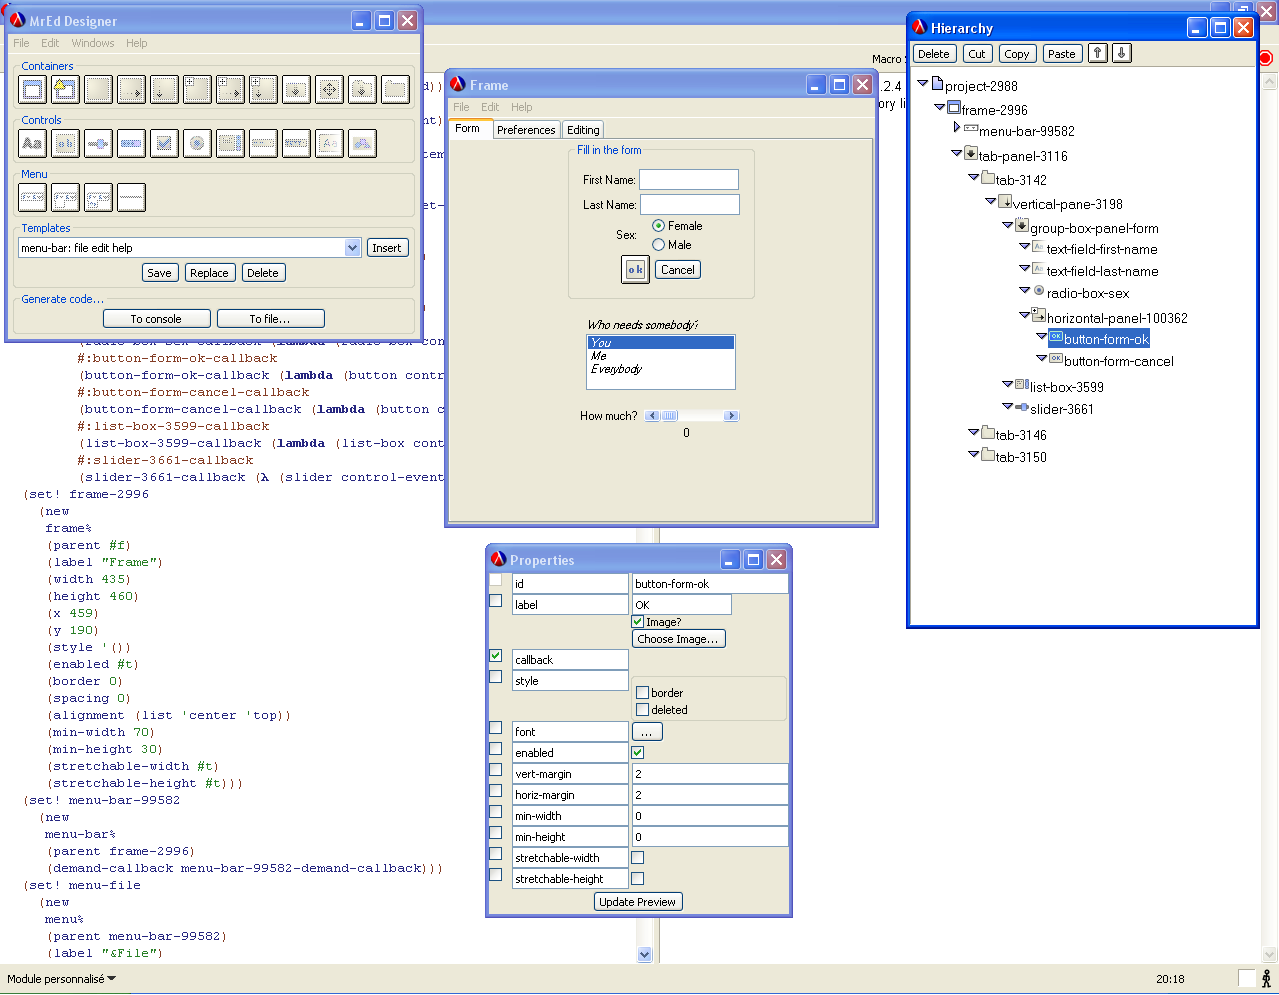 MrEd Designer
File Edit Windows Help
Containers
Controls
Aa
a b
Aa
Menu
Templates
menu-bar: file edit help
Insert
Save
Replace
Delete
Generate code...
To console
To file...
Macro
d))
.2.4
nt)
ory li
tem
et-
#:button-form-ok-callback
(button-form-ok-callback (lambda (button contr
#:button-form-cancel-callback
(button-form-cancel-callback (lambda (button c
#:list-box-3599-callback
(list-box-3599-callback (lambda (list-box cont
#:slider-3661-callback
(slider-3661-callback (λ (slider control-event
(set! frame-2996
(new
frame%
(parent #f)
(label "Frame")
(width 435)
(height 460)
(x 459)
(y 190)
(style '())
(enabled #t)
(border 0)
(spacing 0)
(alignment (list 'center 'top))
(min-width 70)
(min-height 30)
(stretchable-width #t)
(stretchable-height #t)))
(set! menu-bar-99582
(new
menu-bar%
(parent frame-2996)
(demand-callback menu-bar-99582-demand-callback)))
(set! menu-file
(new
menu%
(parent menu-bar-99582)
(label "&File")
Frame
File Edit Help
Form
Preferences
Editing
Fill in the form
First Name:
Last Name:
Sex:
Female
Male
ok
Cancel
Who needs somebody?
You
Me
Everybody
How much?
0
Properties
id
button-form-ok
label
OK
Image?
Choose Image...
callback
style
border
deleted
font
...
enabled
vert-margin
2
horiz-margin
2
min-width
0
min-height
0
stretchable-width
stretchable-height
Update Preview
Hierarchy
Delete
Cut
Copy
Paste
project-2988
frame-2996
menu-bar-99582
tab-panel-3116
tab-3142
vertical-pane-3198
group-box-panel-form
text-field-first-name
text-field-last-name
radio-box-sex
horizontal-panel-100362
button-form-ok
button-form-cancel
list-box-3599
slider-3661
tab-3146
tab-3150
Module personnalisé
20:18